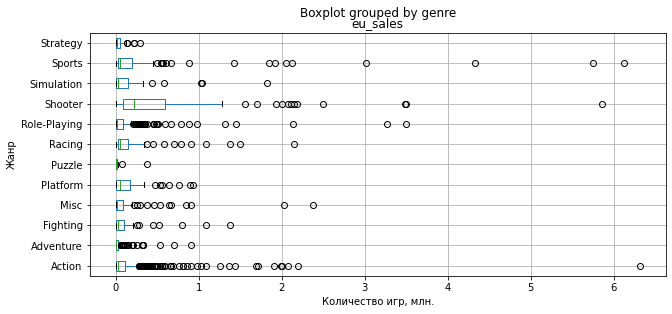 Boxplot grouped by genre
eu_sales
Strategy
Sports
Simulation
Shooter
Role-Playing
Racing
Puzzle
Platform
Misc
Fighting
Adventure
Action
Жанр
0 1 2 3 4 5 6
Количество игр, млн.